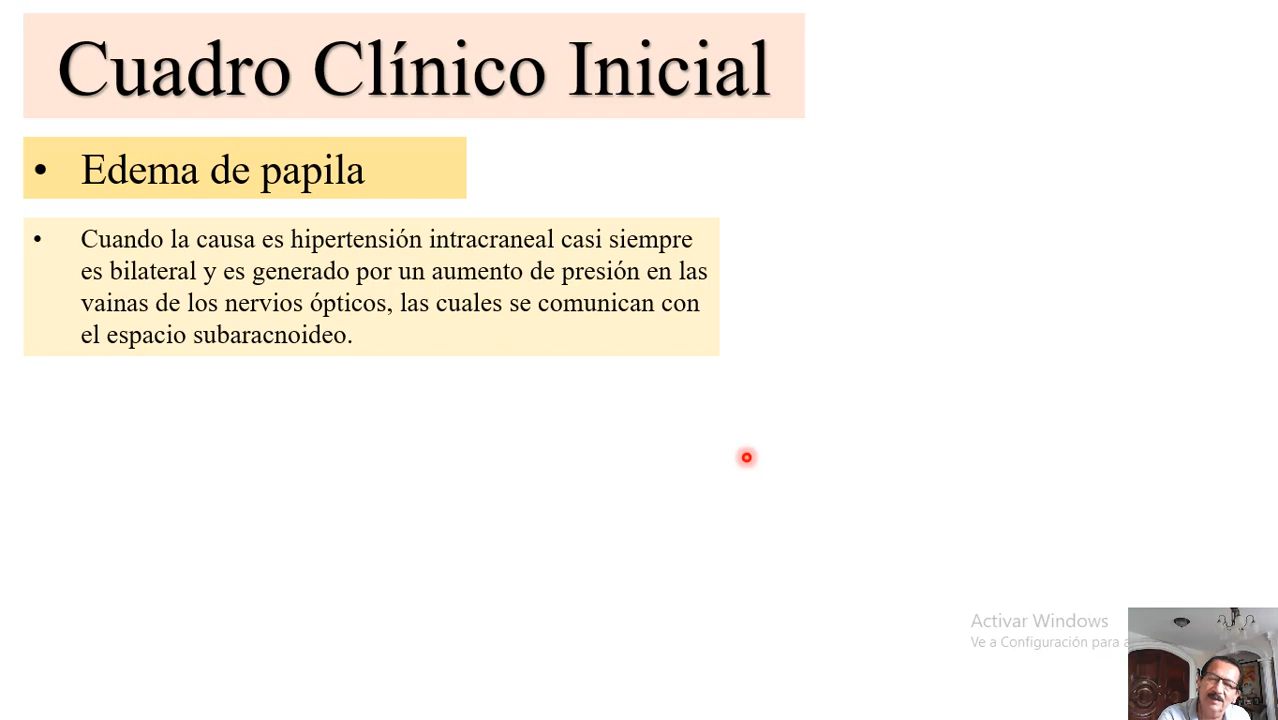 Cuadro Clínico Inicial
• Edema de papila
• Cuando la causa es hipertensión intracraneal casi siempre
es bilateral y es generado por un aumento de presión en las
vainas de los nervios ópticos, las cuales se comunican con
el espacio subaracnoideo.
Activar Windows
Ve a Configuración para